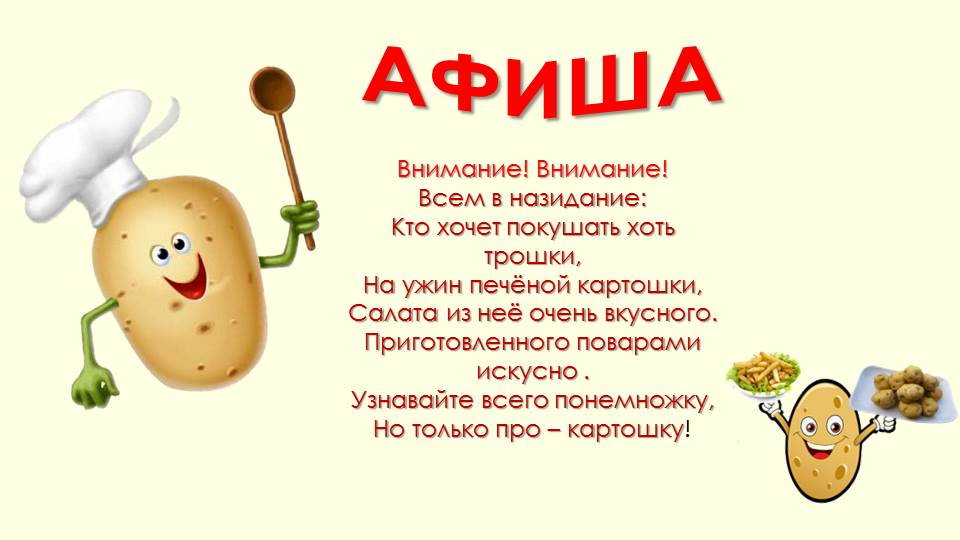 АФИША
Внимание! Внимание!
Всем в назидание:
Кто хочет покушать хоть
трошки,
На ужин печёной картошки,
Салата из неё очень вкусного.
Приготовленного поварами
искусно .
Узнавайте всего понемножку,
Но только про – картошку!